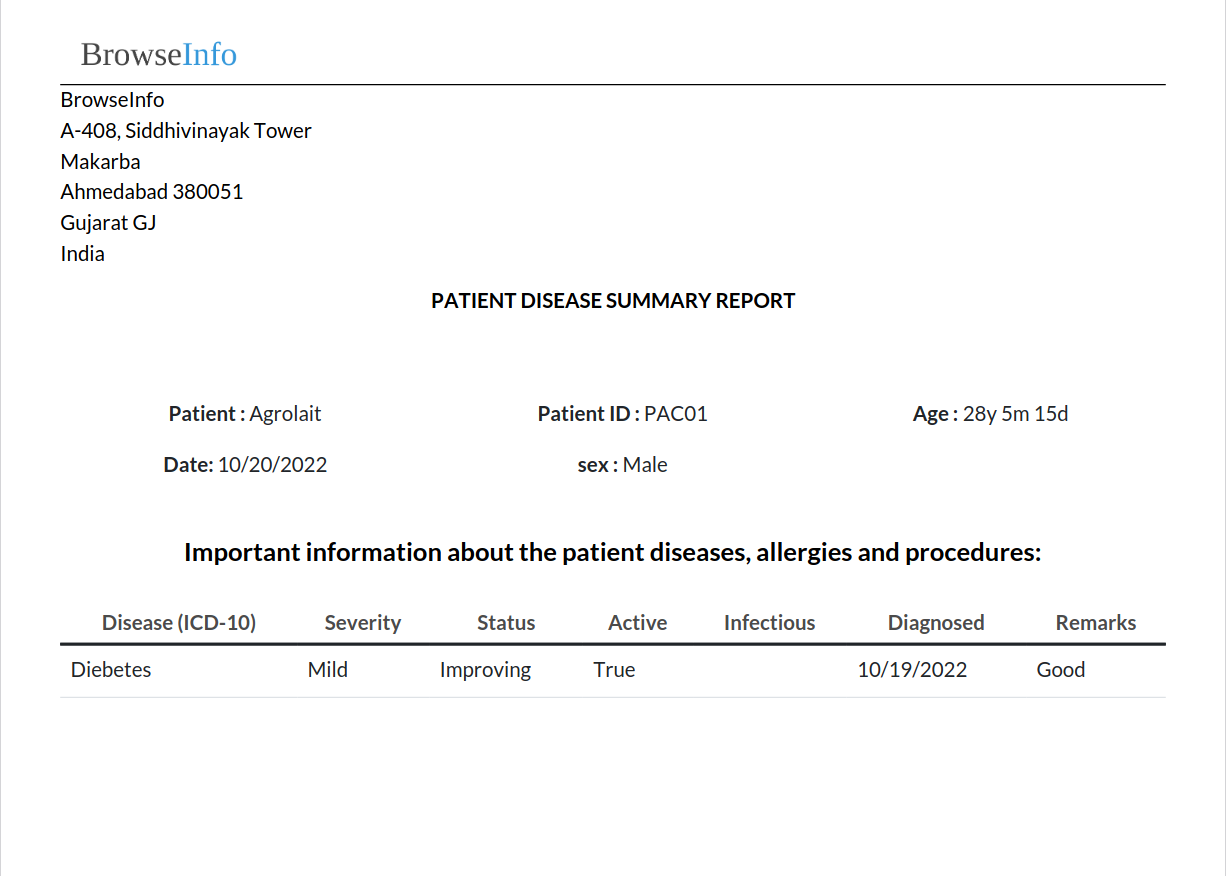 BrowseInfo
BrowseInfo
A-408, Siddhivinayak Tower
Makarba
Ahmedabad 380051
Gujarat GJ
India
PATIENT DISEASE SUMMARY REPORT
Patient : Agrolait Patient ID : PAC01 Age : 28y 5m 15d
Date: 10/20/2022 sex : Male
Important information about the patient diseases, allergies and procedures:
Disease (ICD-10) Severity Status Active Infectious Diagnosed Remarks
Diebetes Mild Improving True 10/19/2022 Good